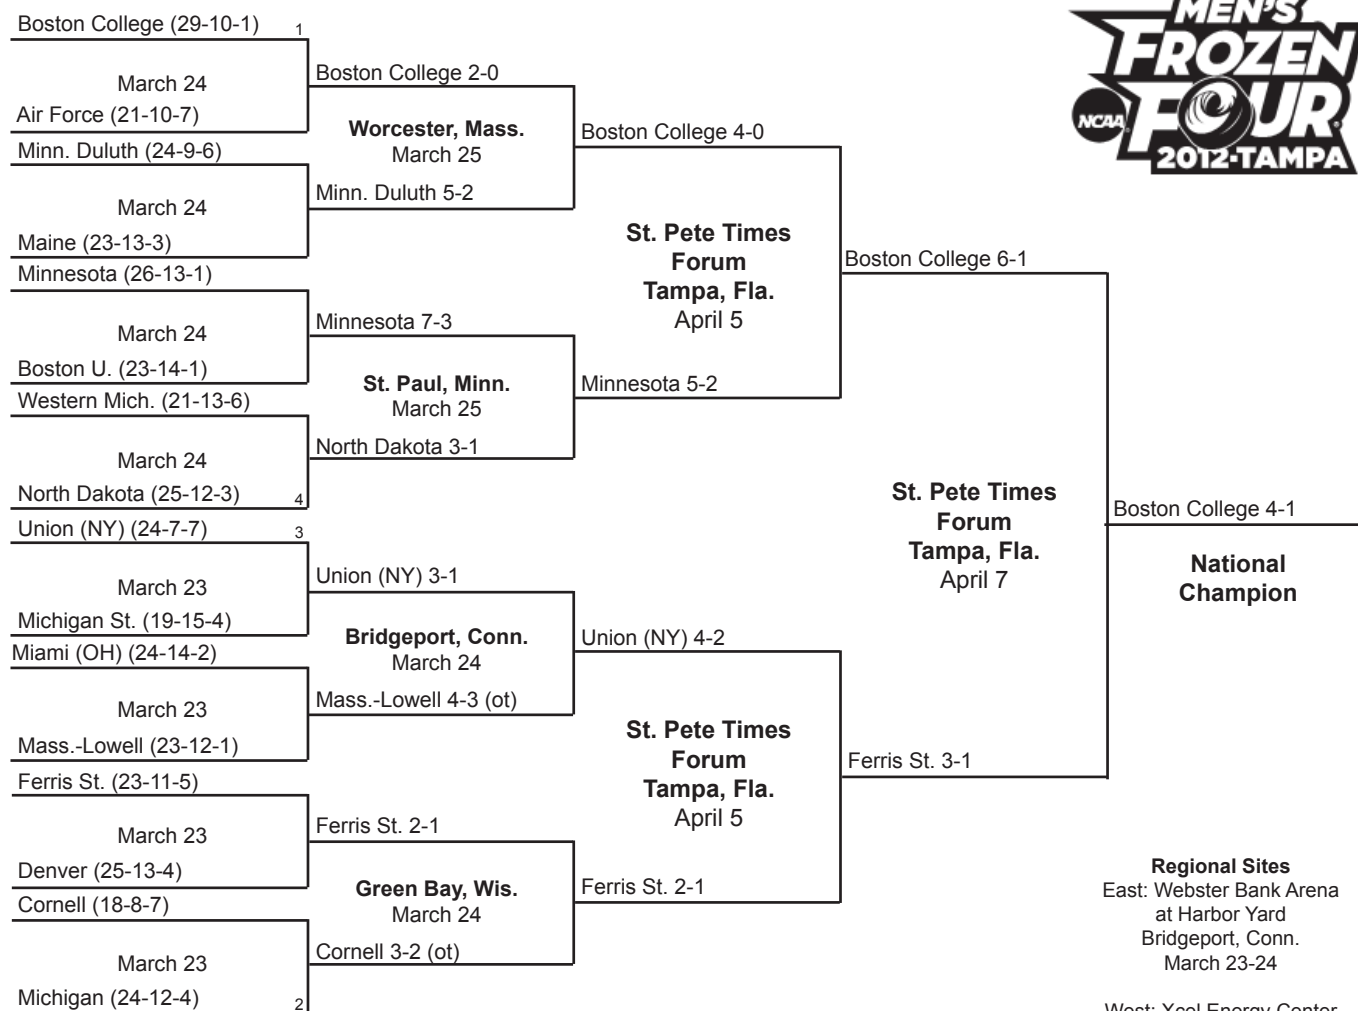 MEN'S
FROZEN
FOUR
NCAA
2012-TAMPA
Boston College (29-10-1) 1
March 24
Air Force (21-10-7)
Boston College 2-0
Minn. Duluth (24-9-6)
March 24
Maine (23-13-3)
Minn. Duluth 5-2
Worcester, Mass.
March 25
Boston College 4-0
Minnesota (26-13-1)
March 24
Boston U. (23-14-1)
Minnesota 7-3
Western Mich. (21-13-6)
March 24
North Dakota (25-12-3) 4
North Dakota 3-1
St. Paul, Minn.
March 25
Minnesota 5-2
St. Pete Times
Forum
Tampa, Fla.
April 5
Boston College 6-1
Union (NY) (24-7-7) 3
March 23
Michigan St. (19-15-4)
Union (NY) 3-1
Miami (OH) (24-14-2)
March 23
Mass.-Lowell (23-12-1)
Mass.-Lowell 4-3 (ot)
Bridgeport, Conn.
March 24
Union (NY) 4-2
Ferris St. (23-11-5)
March 23
Denver (25-13-4)
Ferris St. 2-1
Cornell (18-8-7)
March 23
Michigan (24-12-4) 2
Cornell 3-2 (ot)
Green Bay, Wis.
March 24
Ferris St. 2-1
St. Pete Times
Forum
Tampa, Fla.
April 5
Ferris St. 3-1
St. Pete Times
Forum
Tampa, Fla.
April 7
Boston College 4-1
National
Champion
Regional Sites
East: Webster Bank Arena
at Harbor Yard
Bridgeport, Conn.
March 23-24
West: Xcel Energy Center